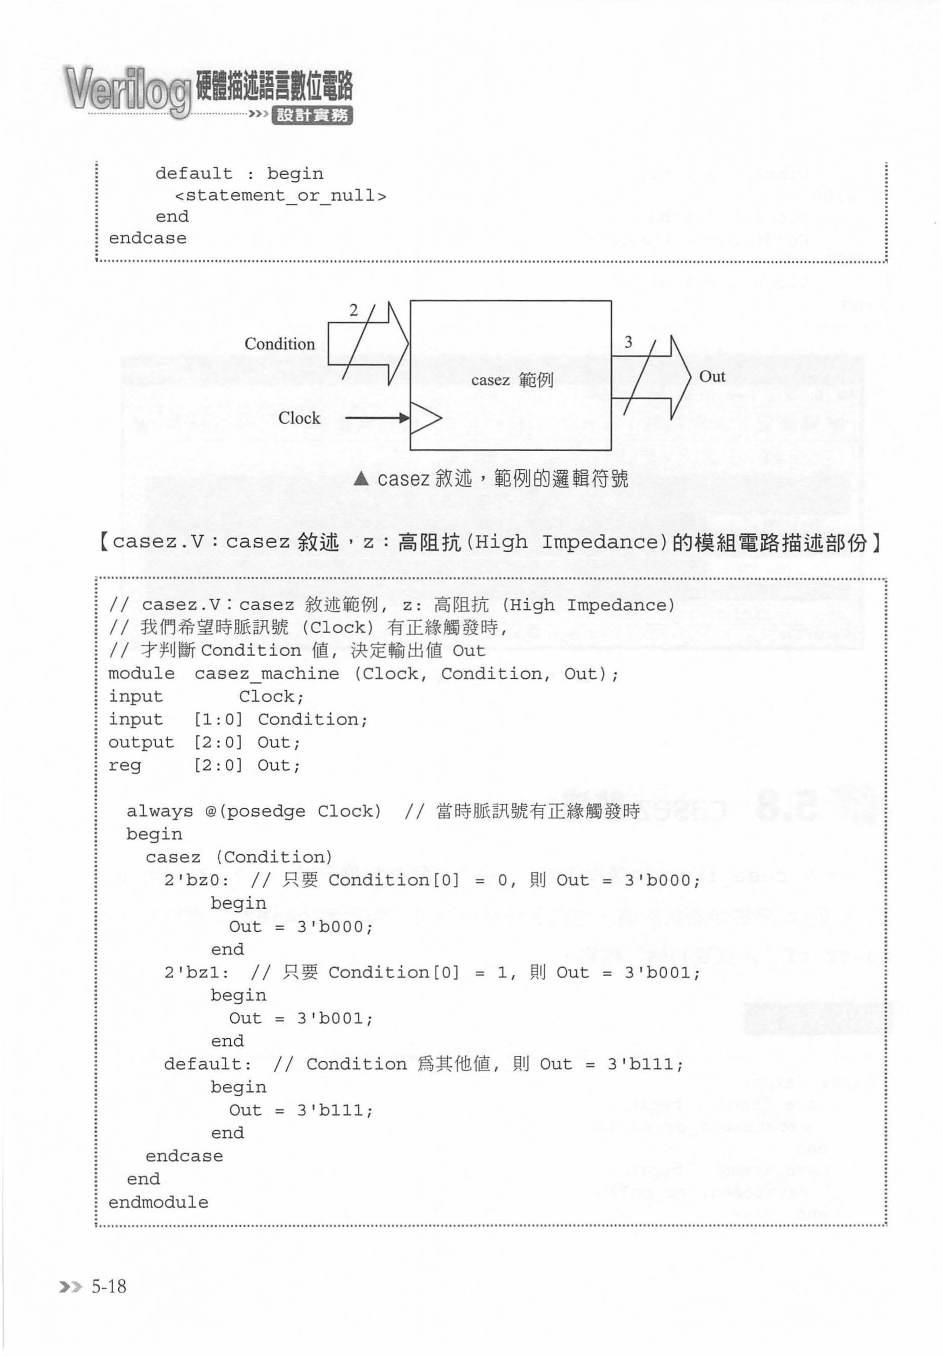 Verilog 硬體描述語言數位電路
設計實務
default : begin
<statement_or_null>
end
endcase
2
Condition
Clock
casez 範例
3
Out
▲ casez 敘述，範例的邏輯符號
【casez.V：casez 敘述，z：高阻抗(High Impedance)的模組電路描述部份】
// casez.V：casez 敘述範例, z: 高阻抗 (High Impedance)
// 我們希望時脈訊號 (Clock) 有正緣觸發時,
// 才判斷 Condition 值, 決定輸出值 Out
module casez_machine (Clock, Condition, Out);
input Clock;
input [1:0] Condition;
output [2:0] Out;
reg [2:0] Out;
always @(posedge Clock) // 當時脈訊號有正緣觸發時
begin
casez (Condition)
2'bz0: // 只要 Condition[0] = 0, 則 Out = 3'b000;
begin
Out = 3'b000;
end
2'bz1: // 只要 Condition[0] = 1, 則 Out = 3'b001;
begin
Out = 3'b001;
end
default: // Condition 為其他值, 則 Out = 3'b111;
begin
Out = 3'b111;
end
endcase
end
endmodule
5-18